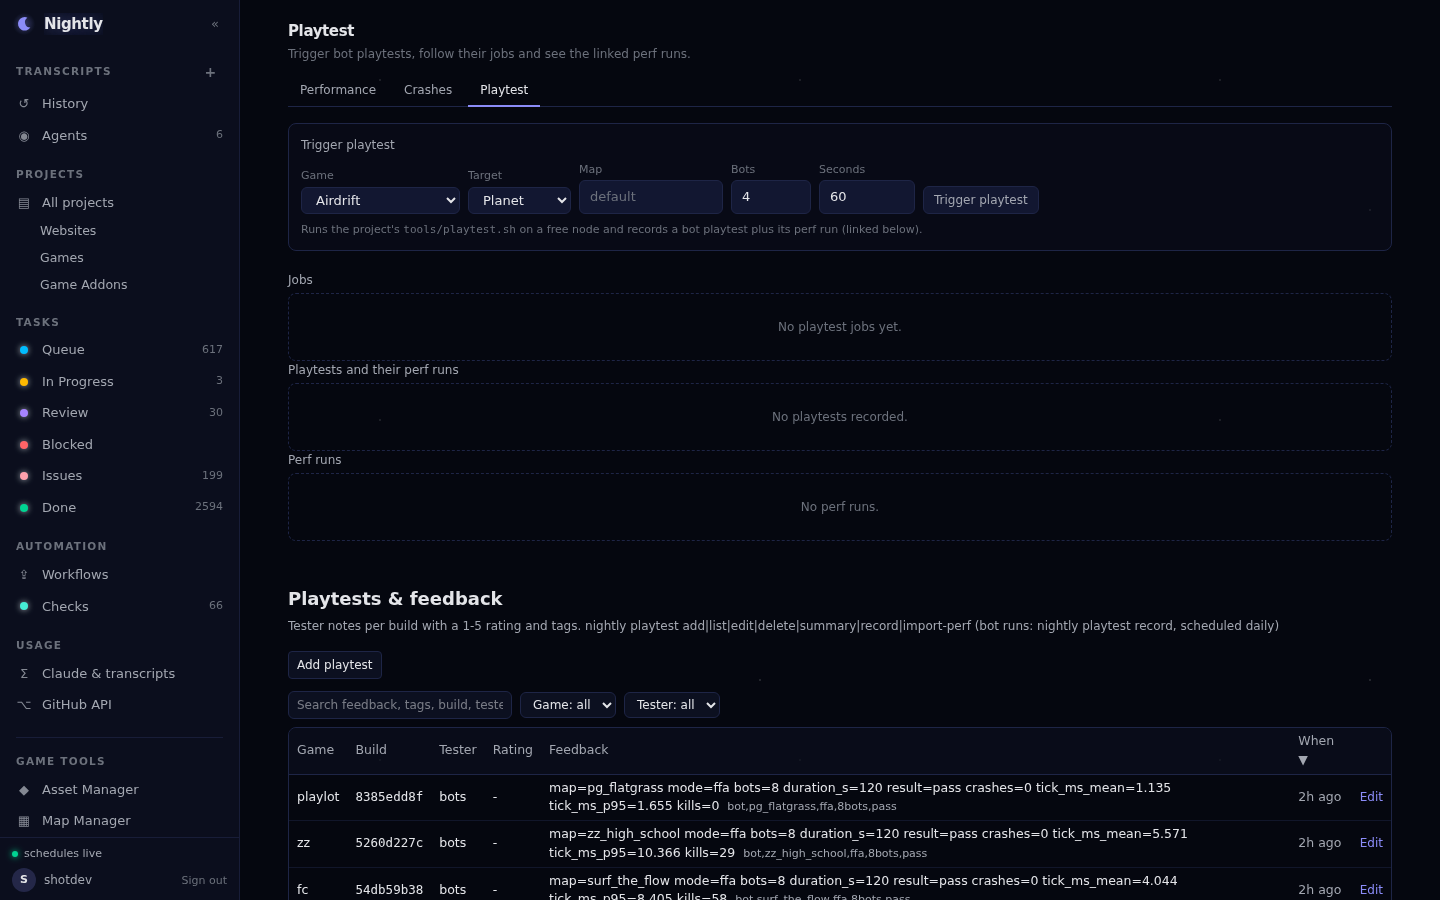 Nightly
«
TRANSCRIPTS
+
History
Agents 6
PROJECTS
All projects
Websites
Games
Game Addons
TASKS
Queue 617
In Progress 3
Review 30
Blocked
Issues 199
Done 2594
AUTOMATION
Workflows
Checks 66
USAGE
Σ Claude & transcripts
GitHub API
GAME TOOLS
Asset Manager
Map Manager
schedules live
S shotdev Sign out
Playtest
Trigger bot playtests, follow their jobs and see the linked perf runs.
Performance Crashes Playtest
Trigger playtest
Game Target Map Bots Seconds
Airdrift Planet default 4 60 Trigger playtest
Runs the project's tools/playtest.sh on a free node and records a bot playtest plus its perf run (linked below).
Jobs
No playtest jobs yet.
Playtests and their perf runs
No playtests recorded.
Perf runs
No perf runs.
Playtests & feedback
Tester notes per build with a 1-5 rating and tags. nightly playtest add|list|edit|delete|summary|record|import-perf (bot runs: nightly playtest record, scheduled daily)
Add playtest
Search feedback, tags, build, teste Game: all Tester: all
Game Build Tester Rating Feedback When ▼
playlot 8385edd8f bots - map=pg_flatgrass mode=ffa bots=8 duration_s=120 result=pass crashes=0 tick_ms_mean=1.135 2h ago Edit
tick_ms_p95=1.655 kills=0 bot,pg_flatgrass,ffa,8bots,pass
zz 5260d227c bots - map=zz_high_school mode=ffa bots=8 duration_s=120 result=pass crashes=0 tick_ms_mean=5.571 2h ago Edit
tick_ms_p95=10.366 kills=29 bot,zz_high_school,ffa,8bots,pass
fc 54db59b38 bots - map=surf_the_flow mode=ffa bots=8 duration_s=120 result=pass crashes=0 tick_ms_mean=4.044 2h ago Edit
tick_ms_p95=8.405 kills=58 bot,surf_the_flow,ffa,8bots,pass